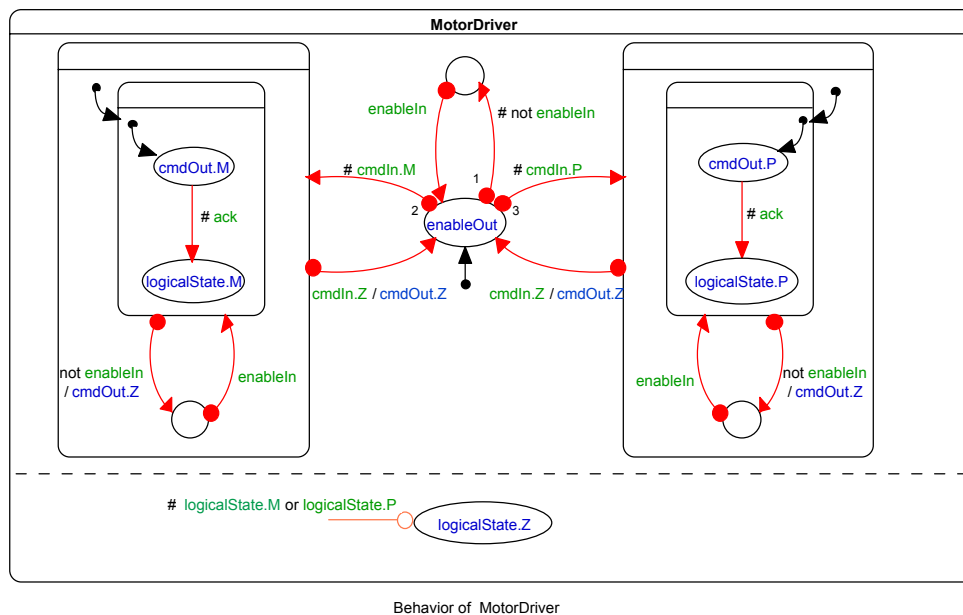 MotorDriver
enableIn
# not enableIn
cmdOut.M
# cmdIn.M
1
# cmdIn.P
cmdOut.P
# ack
2
enableOut
3
# ack
logicalState.M
logicalState.P
cmdIn.Z / cmdOut.Z
cmdIn.Z / cmdOut.Z
not enableIn
/ cmdOut.Z
enableIn
enableIn
not enableIn
/ cmdOut.Z
# logicalState.M or logicalState.P
logicalState.Z
Behavior of MotorDriver